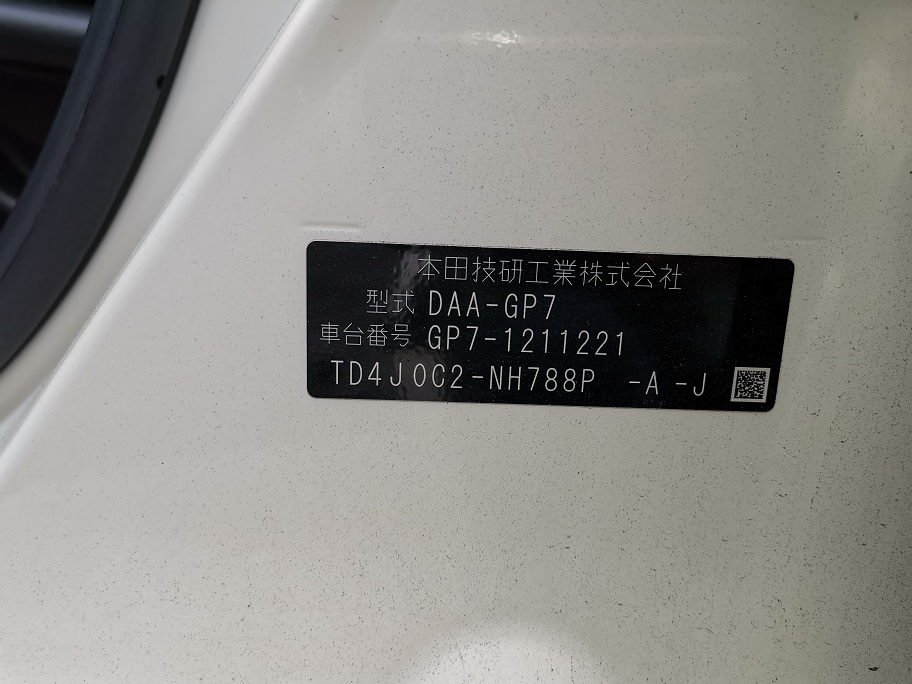 本田技研工業株式会社
型式 DAA-GP7
車台番号 GP7-1211221
TD4J0C2-NH788P -A -J